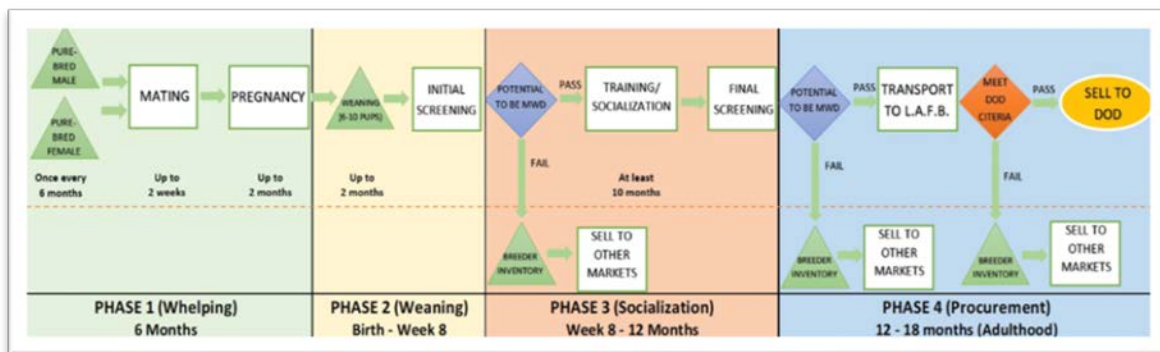 PURE-
BRED
MALE
PURE-
BRED
FEMALE
Once every
6 months
MATING
Up to
2 weeks
PREGNANCY
Up to
2 months
WEANING
(6-10 PUPS)
Up to
2 months
INITIAL
SCREENING
POTENTIAL
TO BE MWD
PASS
FAIL
TRAINING/
SOCIALIZATION
At least
10 months
FINAL
SCREENING
BREEDER
INVENTORY
SELL TO
OTHER
MARKETS
POTENTIAL
TO BE MWD
PASS
FAIL
TRANSPORT
TO L.A.F.B.
MEET
DOD
CITERIA
PASS
FAIL
SELL TO
DOD
BREEDER
INVENTORY
SELL TO
OTHER
MARKETS
BREEDER
INVENTORY
SELL TO
OTHER
MARKETS
PHASE 1 (Whelping)
6 Months
PHASE 2 (Weaning)
Birth - Week 8
PHASE 3 (Socialization)
Week 8 - 12 Months
PHASE 4 (Procurement)
12 - 18 months (Adulthood)